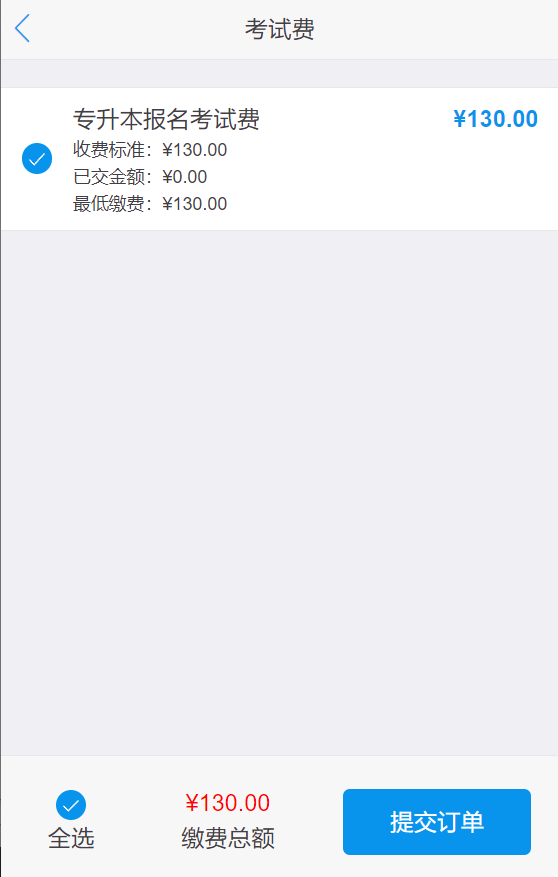 考试费
专升本报名考试费 ¥130.00
收费标准：¥130.00
已交金额：¥0.00
最低缴费：¥130.00
¥130.00
全选 缴费总额 提交订单